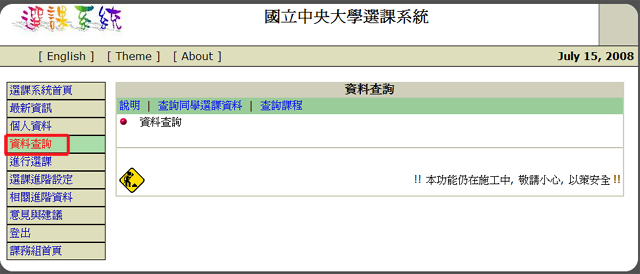 選課系統
國立中央大學選課系統
[ English ] [ Theme ] [ About ]
July 15, 2008
選課系統首頁
最新資訊
個人資料
資料查詢
進行選課
選課進階設定
相關進階資料
意見與建議
登出
課務組首頁
資料查詢
說明 | 查詢同學選課資料 | 查詢課程
資料查詢
!! 本功能仍在施工中, 敬請小心, 以策安全 !!